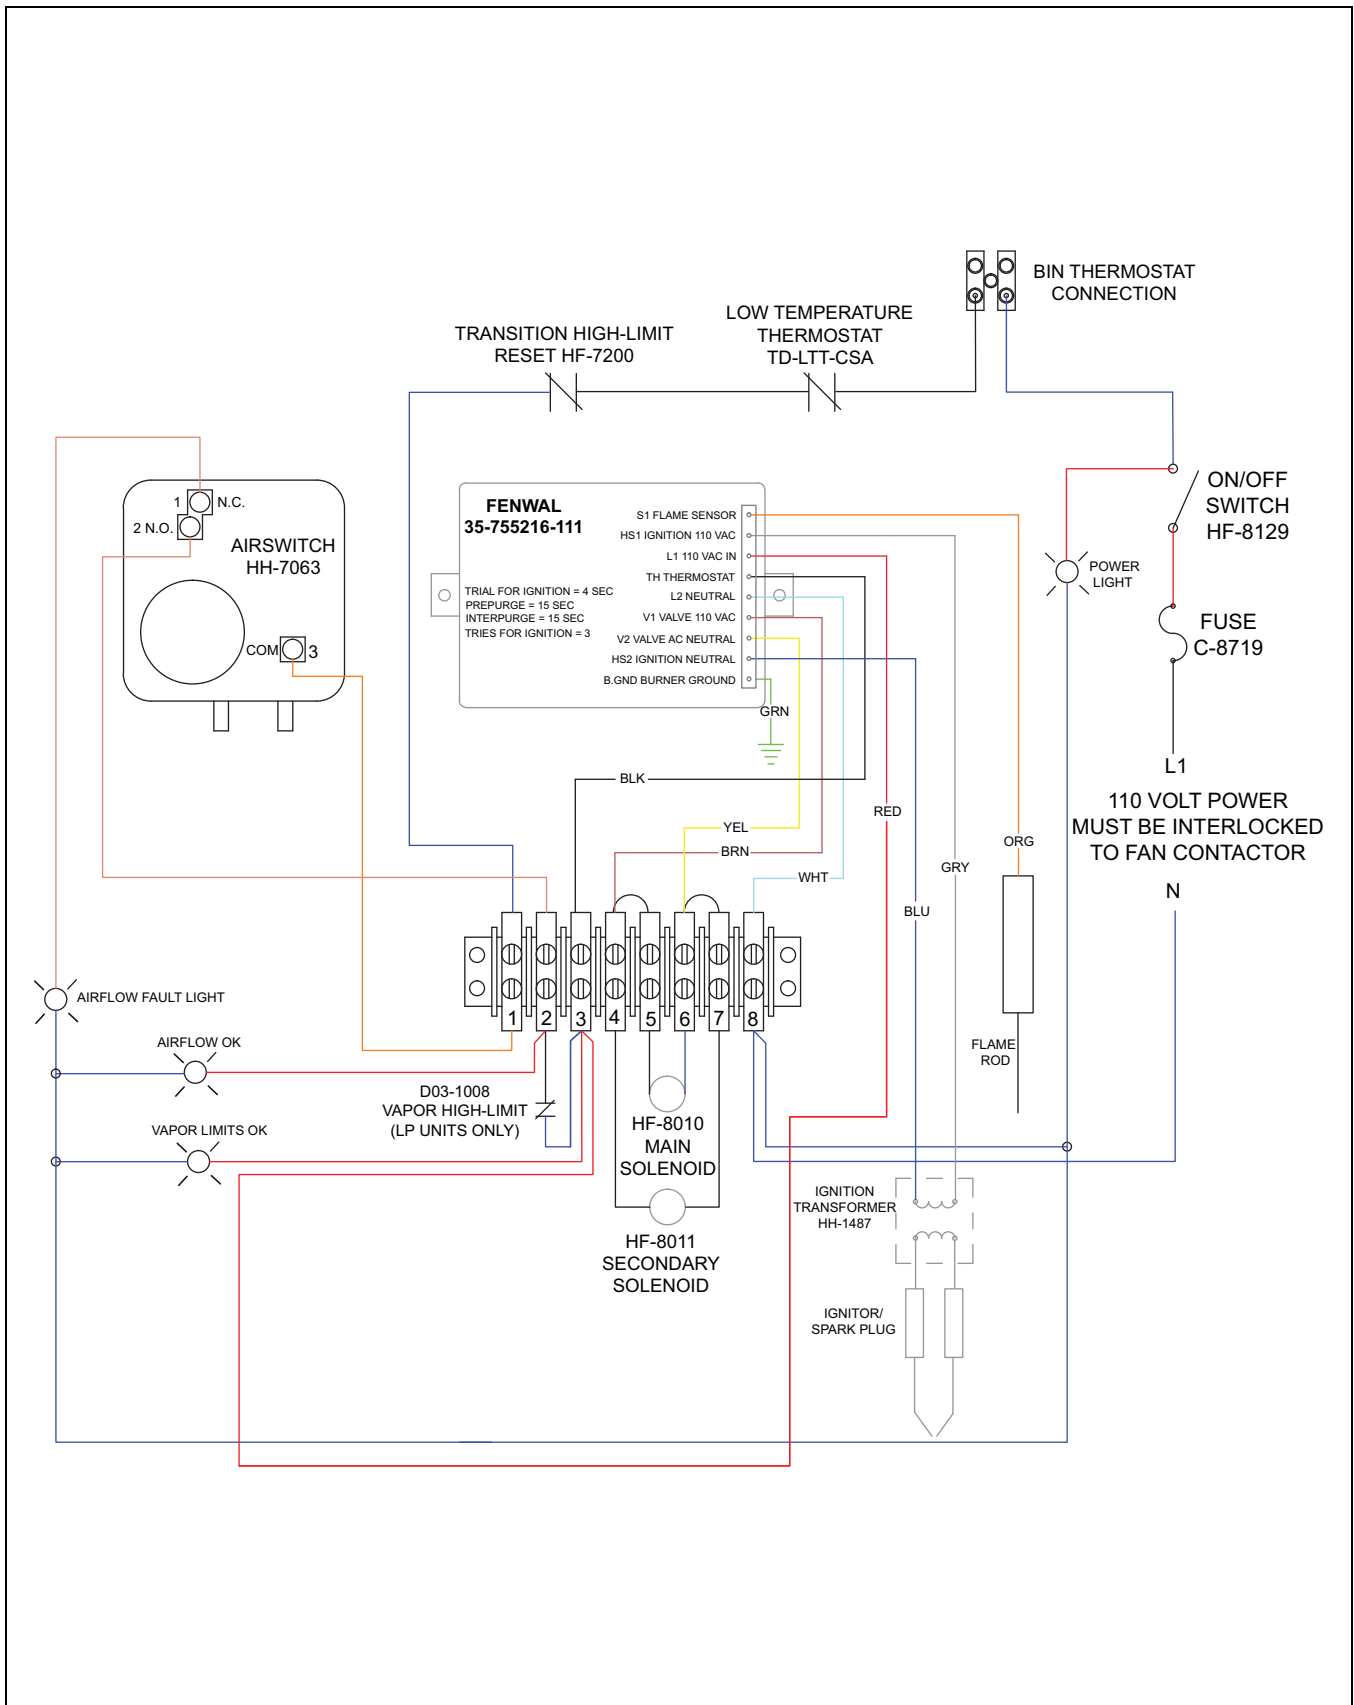 BIN THERMOSTAT
CONNECTION
LOW TEMPERATURE
THERMOSTAT
TD-LTT-CSA
TRANSITION HIGH-LIMIT
RESET HF-7200
ON/OFF
SWITCH
HF-8129
POWER
LIGHT
FUSE
C-8719
L1
110 VOLT POWER
MUST BE INTERLOCKED
TO FAN CONTACTOR
N
1
N.C.
2 N.O.
AIRSWITCH
HH-7063
COM
3
FENWAL
35-755216-111
TRIAL FOR IGNITION = 4 SEC
PREPURGE = 15 SEC
INTERPURGE = 15 SEC
TRIES FOR IGNITION = 3
S1 FLAME SENSOR
HS1 IGNITION 110 VAC
L1 110 VAC IN
TH THERMOSTAT
L2 NEUTRAL
V1 VALVE 110 VAC
V2 VALVE AC NEUTRAL
HS2 IGNITION NEUTRAL
B.GND BURNER GROUND
GRN
BLK
YEL
BRN
WHT
RED
GRY
ORG
BLU
1 2 3 4 5 6 7 8
AIRFLOW FAULT LIGHT
AIRFLOW OK
VAPOR LIMITS OK
D03-1008
VAPOR HIGH-LIMIT
(LP UNITS ONLY)
HF-8010
MAIN
SOLENOID
HF-8011
SECONDARY
SOLENOID
FLAME
ROD
IGNITION
TRANSFORMER
HH-1487
IGNITOR/
SPARK PLUG